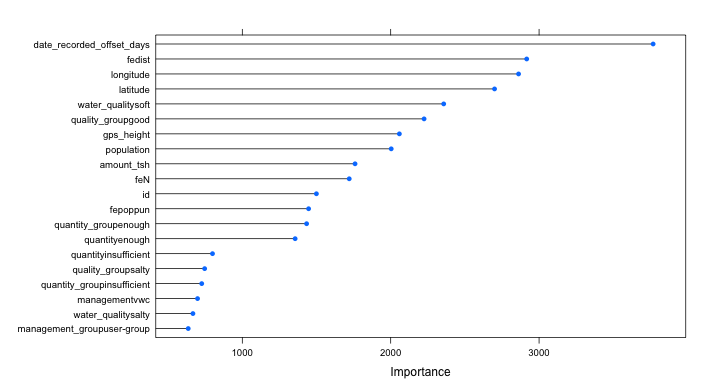 date_recorded_offset_days
fedist
longitude
latitude
water_qualitysoft
quality_groupgood
gps_height
population
amount_tsh
feN
id
fepoppun
quantity_groupenough
quantityenough
quantityinsufficient
quality_groupsalty
quantity_groupinsufficient
managementvwc
water_qualitysalty
management_groupuser-group
1000 2000 3000
Importance